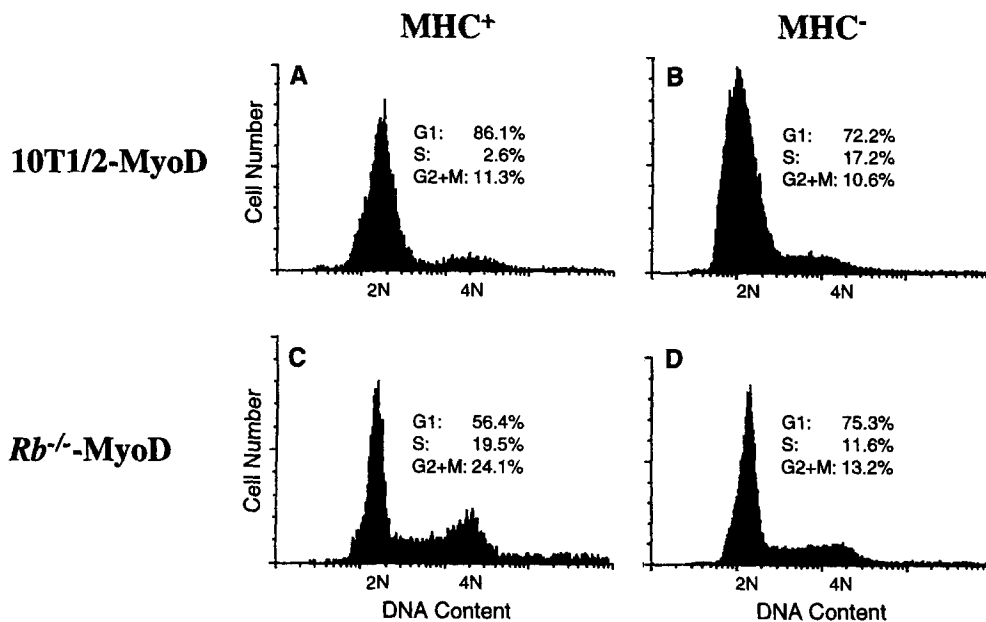 MHC⁺ MHC⁻
10T1/2-MyoD
A
Cell Number
G1: 86.1%
S: 2.6%
G2+M: 11.3%
2N 4N
B
G1: 72.2%
S: 17.2%
G2+M: 10.6%
2N 4N
Rb⁻/⁻-MyoD
C
Cell Number
G1: 56.4%
S: 19.5%
G2+M: 24.1%
2N 4N
DNA Content
D
G1: 75.3%
S: 11.6%
G2+M: 13.2%
2N 4N
DNA Content